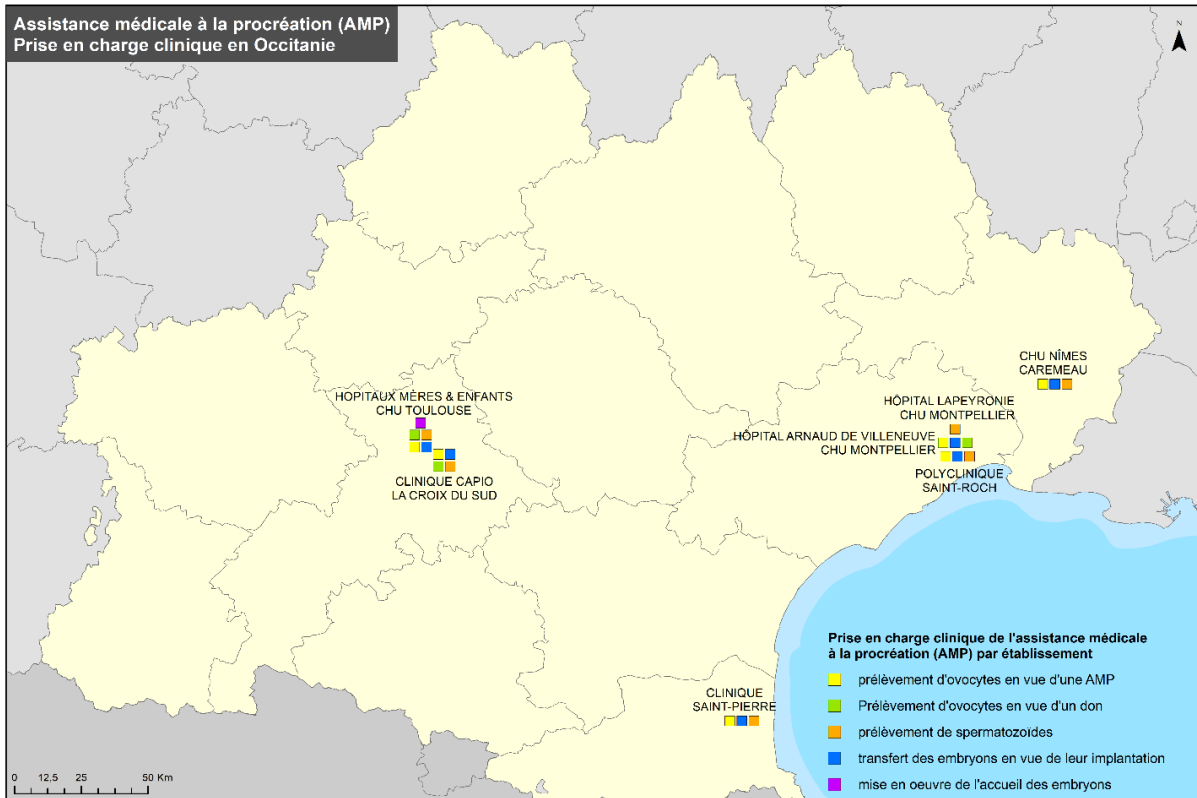 Assistance médicale à la procréation (AMP)
Prise en charge clinique en Occitanie
N
CHU NÎMES
CAREMEAU
HOPITAUX MÈRES & ENFANTS
CHU TOULOUSE
HÔPITAL LAPEYRONIE
CHU MONTPELLIER
HÔPITAL ARNAUD DE VILLENEUVE
CHU MONTPELLIER
CLINIQUE CAPIO
LA CROIX DU SUD
POLYCLINIQUE
SAINT-ROCH
CLINIQUE
SAINT-PIERRE
Prise en charge clinique de l'assistance médicale
à la procréation (AMP) par établissement
prélèvement d'ovocytes en vue d'une AMP
Prélèvement d'ovocytes en vue d'un don
prélèvement de spermatozoïdes
transfert des embryons en vue de leur implantation
mise en oeuvre de l'accueil des embryons
0 12,5 25 50 Km